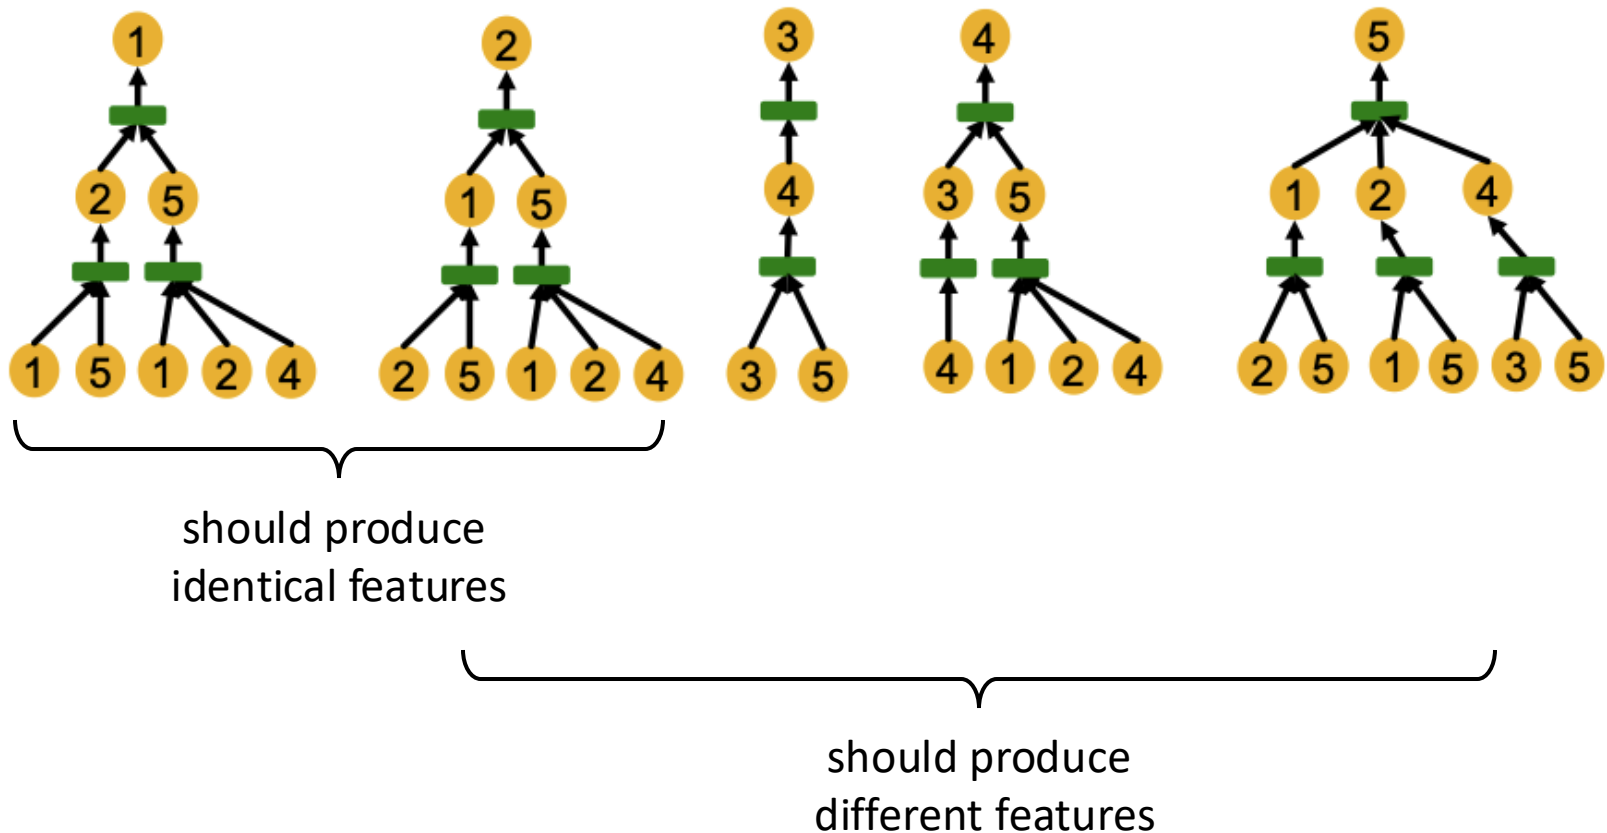 1 2 3 4 5
2 5 1 5 4 3 5 1 2 4
1 5 1 2 4 2 5 1 2 4 3 5 4 1 2 4 2 5 1 5 3 5
should produce
identical features
should produce
different features